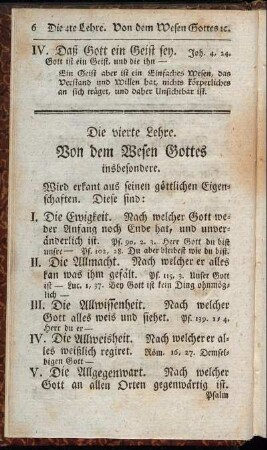 6 Die 4te Lehre. Von dem Wesen Gottes ꝛc.
IV. Daß Gott ein Geist sey. Joh. 4, 24.
Gott ist ein Geist, und die ihn —
Ein Geist aber ist ein Einfaches Wesen, das
Verstand und Willen hat, nichts körperliches
an sich träget, und daher Unsichtbar ist.
Die vierte Lehre.
Von dem Wesen Gottes
insbesondere.
Wird erkant aus seinen göttlichen Eigen-
schaften. Diese sind:
I. Die Ewigkeit. Nach welcher Gott we-
der Anfang noch Ende hat, und unver-
änderlich ist. Ps. 90. 2. 3. Herr Gott du bist
unsre — Ps. 102. 28. Du aber bleibest wie du bist.
II. Die Allmacht. Nach welcher er alles
kan was ihm gefält. Ps. 115, 3. Unser Gott
ist — Luc. 1, 37. Bey Gott ist kein Ding ohnmög-
lich —
III. Die Allwissenheit. Nach welcher
Gott alles weis und siehet. Ps. 139. 1 ⸗ 4.
Herr du er —
IV. Die Allweisheit. Nach welcher er al-
les weißlich regiret. Röm. 16, 27. Demsel-
bigen Gott —
V. Die Allgegenwart. Nach welcher
Gott an allen Orten gegenwärtig ist.
Psalm